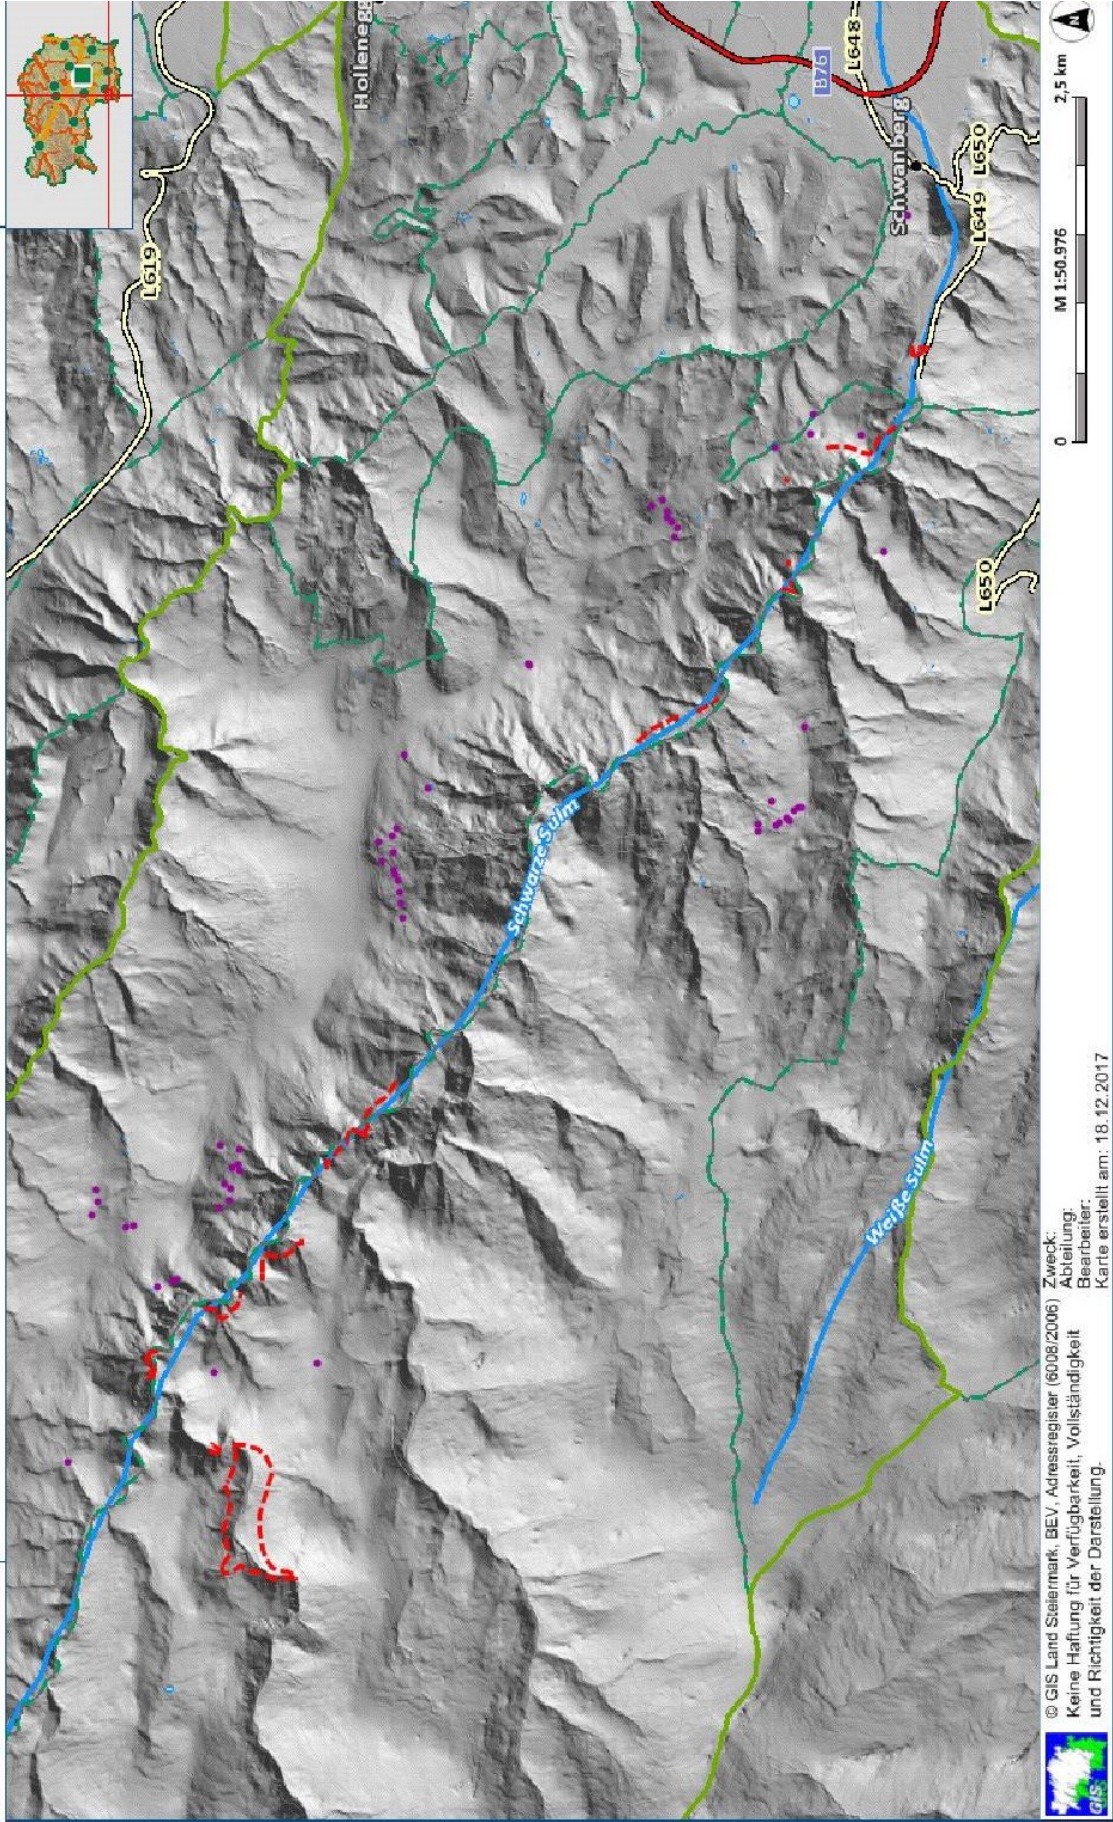 L619
Hollenegg
B76
L648
Schwanberg
L649
L650
L650
Schwarze Sulm
Weiße Sulm
GIS
© GIS Land Steiermark, BEV, Adressregister (6008/2006)
Keine Haftung für Verfügbarkeit, Vollständigkeit
und Richtigkeit der Darstellung.
Zweck:
Abteilung:
Bearbeiter:
Karte erstellt am: 18.12.2017
0
M 1:50.976
2,5 km
N